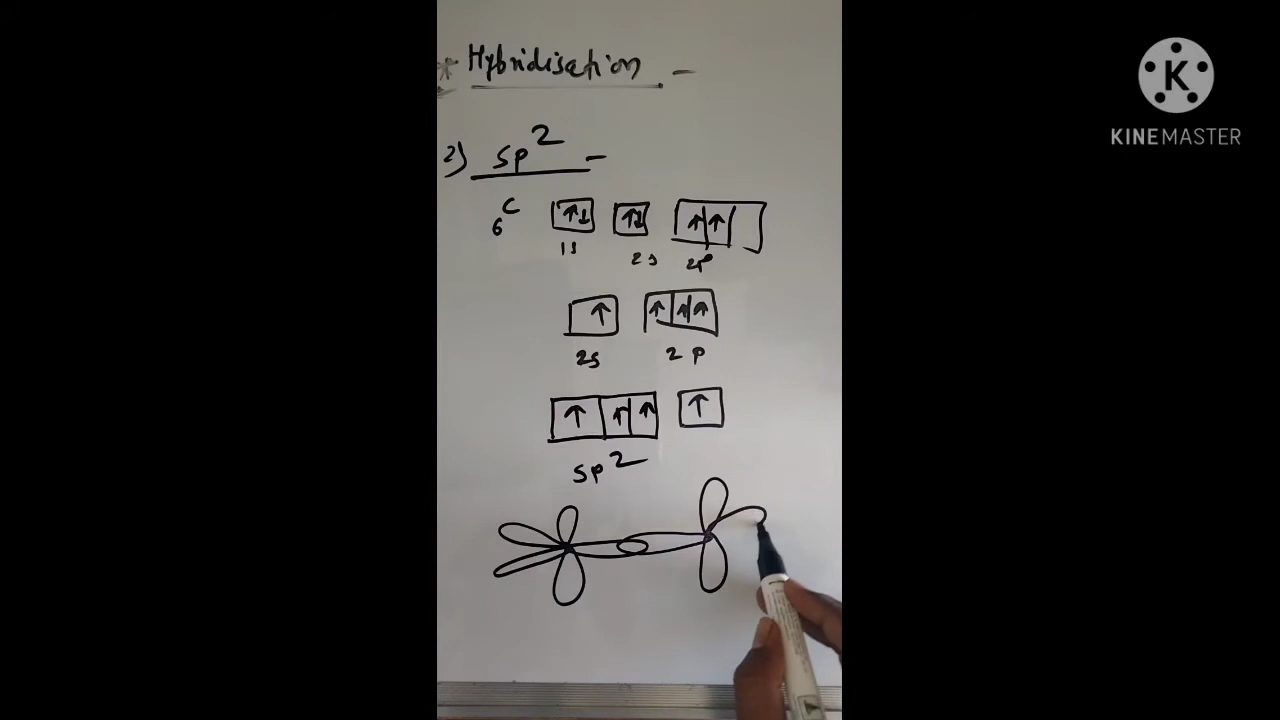 * Hybridisation -
2) sp² -
₆C ↑↓ ↑↓ ↑ ↑
1s 2s 2p
↑ ↑ ↑ ↑
2s 2p
↑ ↑ ↑ ↑
sp²
K
KINEMASTER